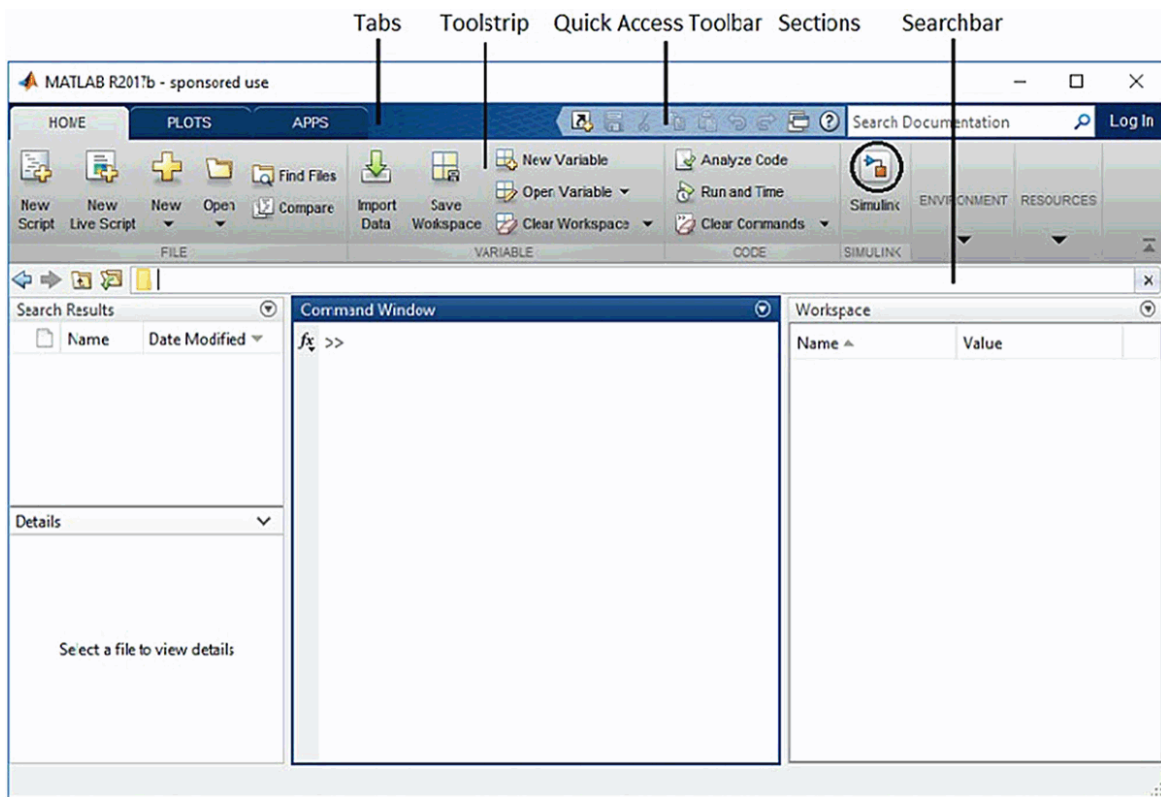 Tabs Toolstrip Quick Access Toolbar Sections Searchbar
MATLAB R2017b - sponsored use
HOME PLOTS APPS Search Documentation Log In
New Script
New Live Script
New
Open
Find Files
Compare
Import Data
Save Workspace
New Variable
Open Variable
Clear Workspace
Analyze Code
Run and Time
Clear Commands
Simulink
ENVIRONMENT
RESOURCES
FILE VARIABLE CODE SIMULINK
Search Results
Name Date Modified
Details
Select a file to view details
Command Window
fx >>
Workspace
Name Value